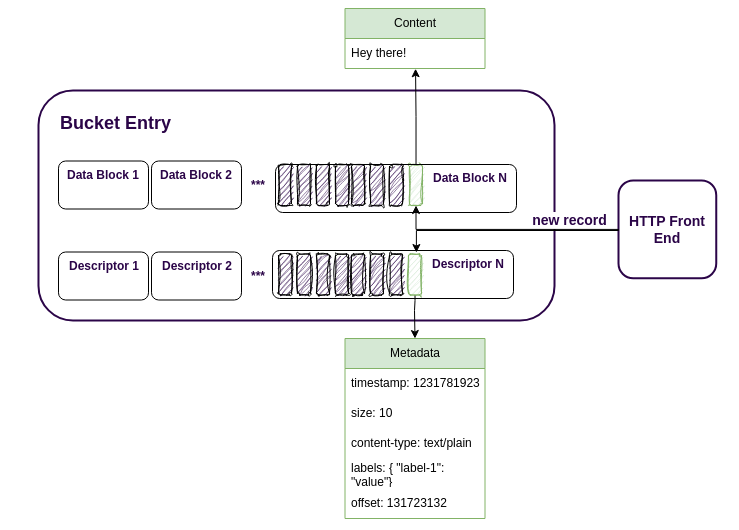 Content
Hey there!
Bucket Entry
Data Block 1
Data Block 2
***
Data Block N
new record
HTTP Front
End
Descriptor 1
Descriptor 2
***
Descriptor N
Metadata
timestamp: 1231781923
size: 10
content-type: text/plain
labels: { "label-1":
"value"}
offset: 131723132